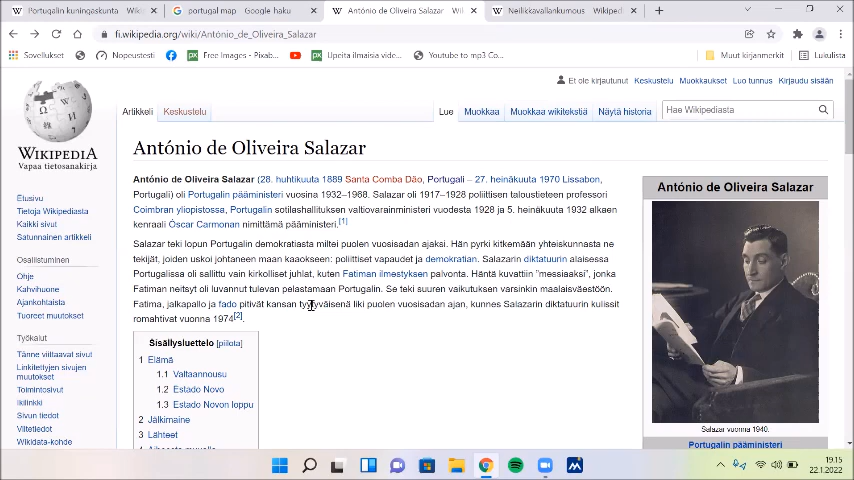 Portugalin kuningaskunta – Wiki
portugal map – Google-haku
António de Oliveira Salazar – Wik
Neilikkavallankumous – Wikiped
fi.wikipedia.org/wiki/António_de_Oliveira_Salazar
Sovellukset
Nopeustesti
Free Images - Pixab...
Upeita ilmaisia vide...
Youtube to mp3 Co...
Muut kirjanmerkit
Lukulista
Et ole kirjautunut Keskustelu Muokkaukset Luo tunnus Kirjaudu sisään
Artikkeli Keskustelu Lue Muokkaa Muokkaa wikitekstiä Näytä historia Hae Wikipediasta
WIKIPEDIA
Vapaa tietosanakirja
Etusivu
Tietoja Wikipediasta
Kaikki sivut
Satunnainen artikkeli
Osallistuminen
Ohje
Kahvihuone
Ajankohtaista
Tuoreet muutokset
Työkalut
Tänne viittaavat sivut
Linkitettyjen sivujen
muutokset
Toimintosivut
Ikilinkki
Sivun tiedot
Viitetiedot
Wikidata-kohde
António de Oliveira Salazar
António de Oliveira Salazar (28. huhtikuuta 1889 Santa Comba Dão, Portugali – 27. heinäkuuta 1970 Lissabon,
Portugali) oli Portugalin pääministeri vuosina 1932–1968. Salazar oli 1917–1928 poliittisen taloustieteen professori
Coimbran yliopistossa, Portugalin sotilashallituksen valtiovarainministeri vuodesta 1928 ja 5. heinäkuuta 1932 alkaen
kenraali Óscar Carmonan nimittämä pääministeri.[1]
Salazar teki lopun Portugalin demokratiasta miltei puolen vuosisadan ajaksi. Hän pyrki kitkemään yhteiskunnasta ne
tekijät, joiden uskoi johtaneen maan kaaokseen: poliittiset vapaudet ja demokratian. Salazarin diktatuurin aikaisessa
Portugalissa oli sallittu vain kirkolliset juhlat, kuten Fatiman ilmestyksen palvonta. Häntä kuvattiin ”messiaaksi”, jonka
Fatiman neitsyt oli luvannut tulevan pelastamaan Portugalin. Se teki suuren vaikutuksen varsinkin maalaisväestöön.
Fatima, jalkapallo ja fado pitivät kansan tyytyväisenä liki puolen vuosisadan ajan, kunnes Salazarin diktatuurin kulissit
romahtivat vuonna 1974[2].
Sisällysluettelo [piilota]
1 Elämä
1.1 Valtaannousu
1.2 Estado Novo
1.3 Estado Novon loppu
2 Jälkimaine
3 Lähteet
António de Oliveira Salazar
Salazar vuonna 1940.
Portugalin pääministeri
19.15
22.1.2022